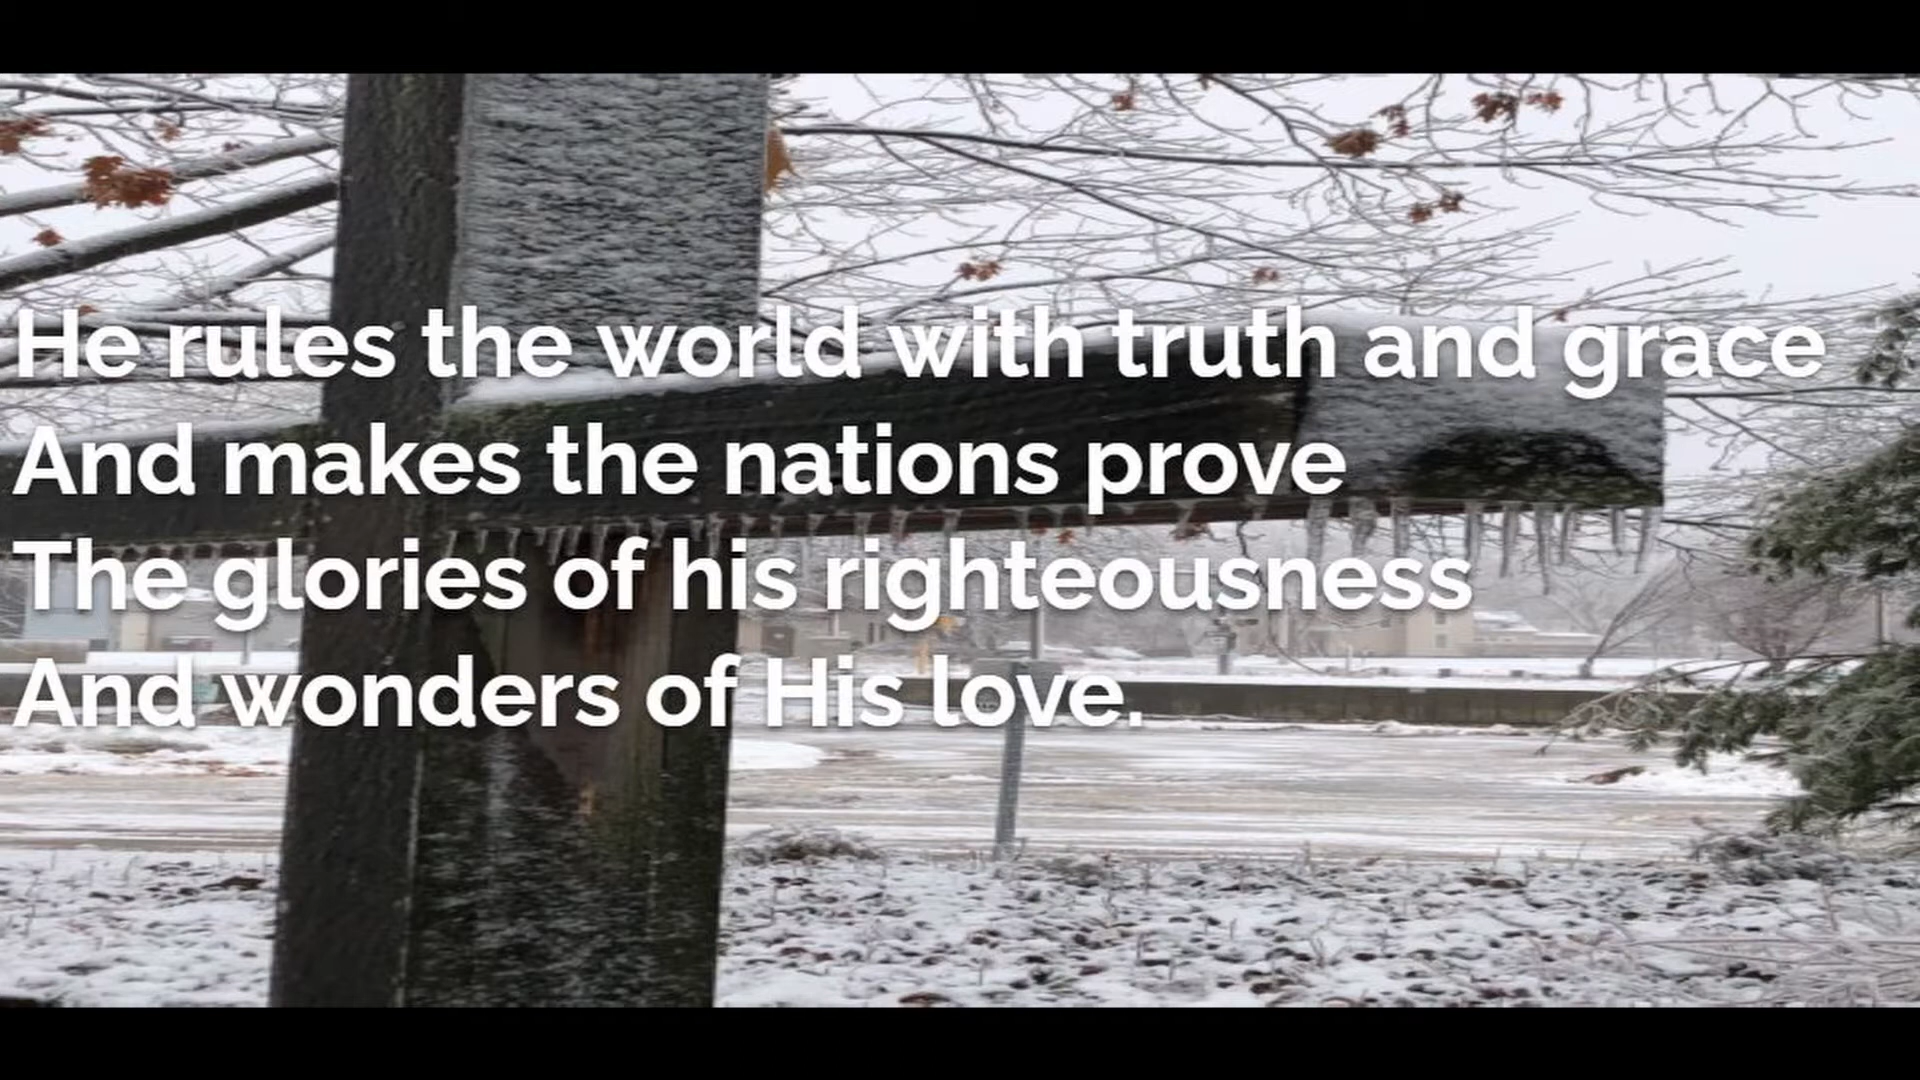 He rules the world with truth and grace
And makes the nations prove
The glories of his righteousness
And wonders of His love.